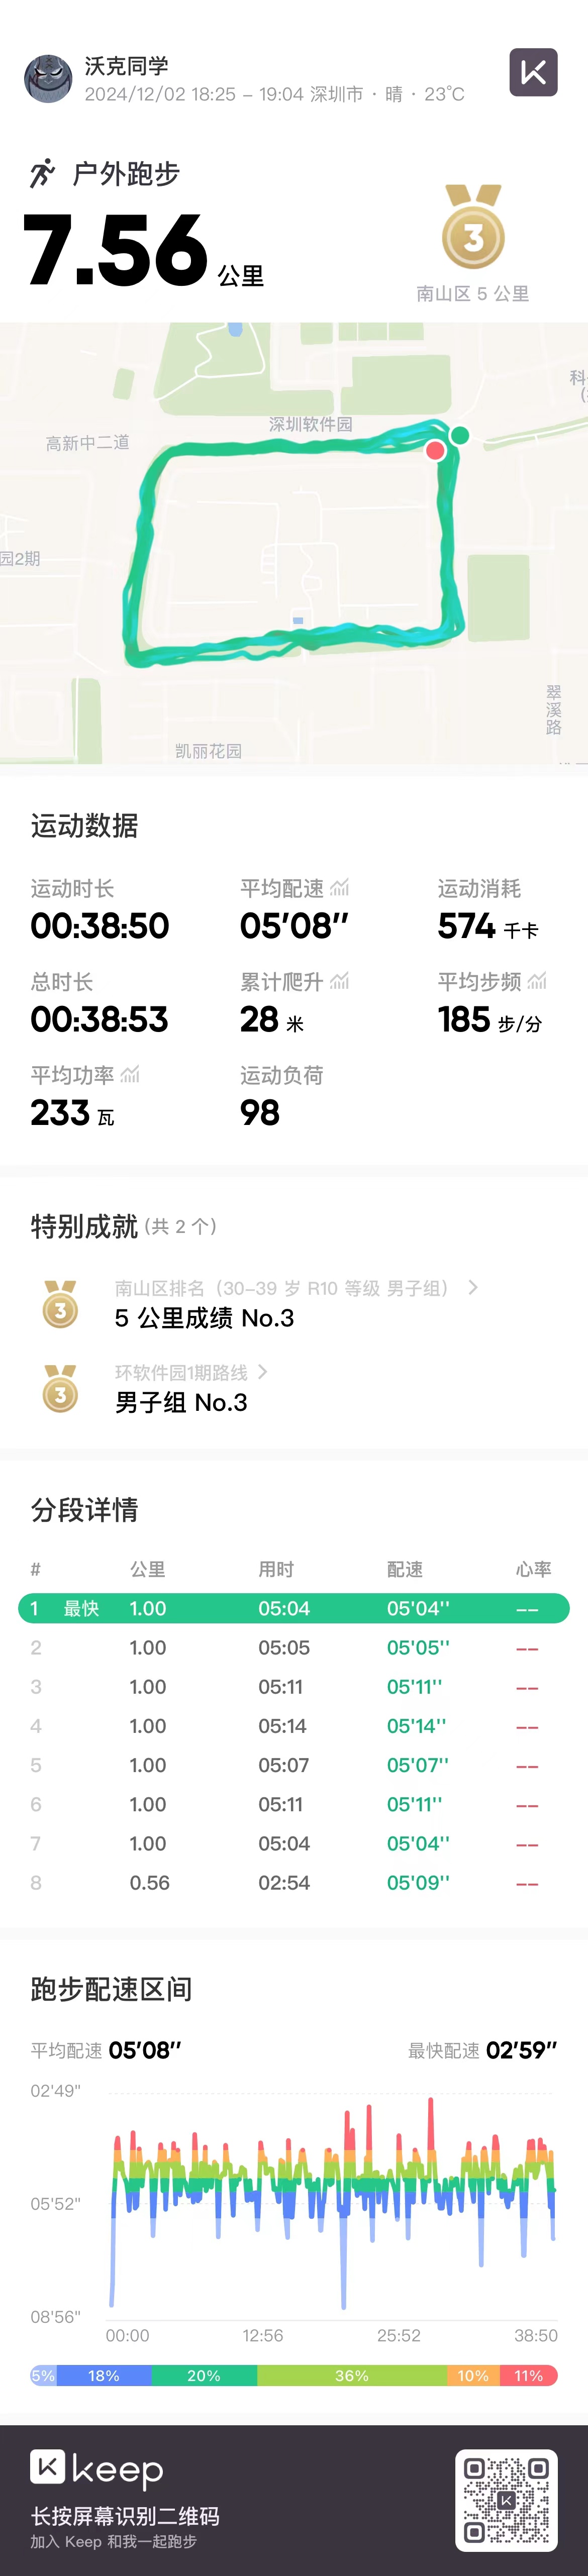 沃克同学
2024/12/02 18:25 – 19:04 深圳市 · 晴 · 23℃
户外跑步
7.56 公里
3
南山区 5 公里
科
深圳软件园
高新中二道
园2期
翠溪路
凯丽花园
运动数据
运动时长 平均配速 运动消耗
00:38:50 05'08'' 574 千卡
总时长 累计爬升 平均步频
00:38:53 28 米 185 步/分
平均功率 运动负荷
233 瓦 98
特别成就 (共 2 个)
南山区排名（30–39 岁 R10 等级 男子组）
3 5 公里成绩 No.3
环软件园1期路线
3 男子组 No.3
分段详情
# 公里 用时 配速 心率
1 最快 1.00 05:04 05'04'' --
2 1.00 05:05 05'05'' --
3 1.00 05:11 05'11'' --
4 1.00 05:14 05'14'' --
5 1.00 05:07 05'07'' --
6 1.00 05:11 05'11'' --
7 1.00 05:04 05'04'' --
8 0.56 02:54 05'09'' --
跑步配速区间
平均配速 05'08'' 最快配速 02'59''
02'49"
05'52"
08'56"
00:00 12:56 25:52 38:50
5% 18% 20% 36% 10% 11%
keep
长按屏幕识别二维码
加入 Keep 和我一起跑步